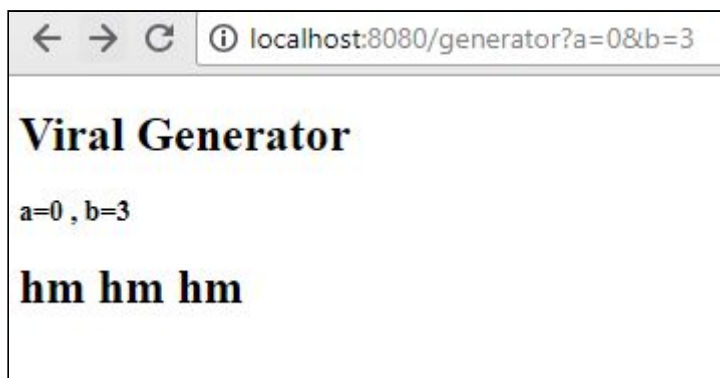 localhost:8080/generator?a=0&b=3
Viral Generator
a=0 , b=3
hm hm hm